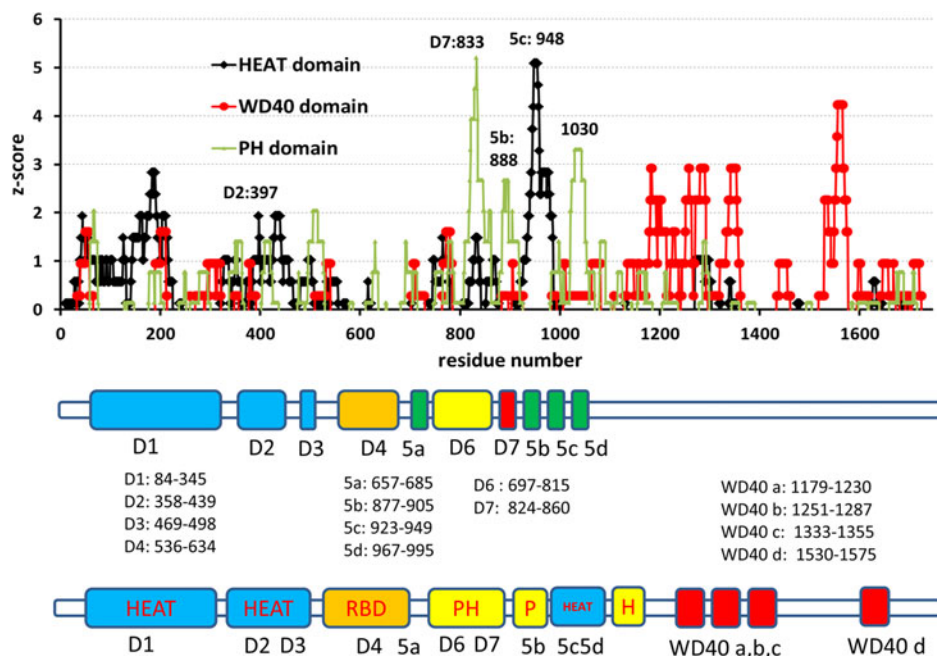 6
5
4
3
2
1
0
z-score
HEAT domain
WD40 domain
PH domain
D2:397
D7:833
5b:
888
5c: 948
1030
0 200 400 600 800 1000 1200 1400 1600
residue number
D1 D2 D3 D4 5a D6 D7 5b 5c 5d
D1: 84-345
D2: 358-439
D3: 469-498
D4: 536-634
5a: 657-685
5b: 877-905
5c: 923-949
5d: 967-995
D6 : 697-815
D7: 824-860
WD40 a: 1179-1230
WD40 b: 1251-1287
WD40 c: 1333-1355
WD40 d: 1530-1575
HEAT HEAT RBD PH P HEAT H
D1 D2 D3 D4 5a D6 D7 5b 5c5d WD40 a,b,c WD40 d